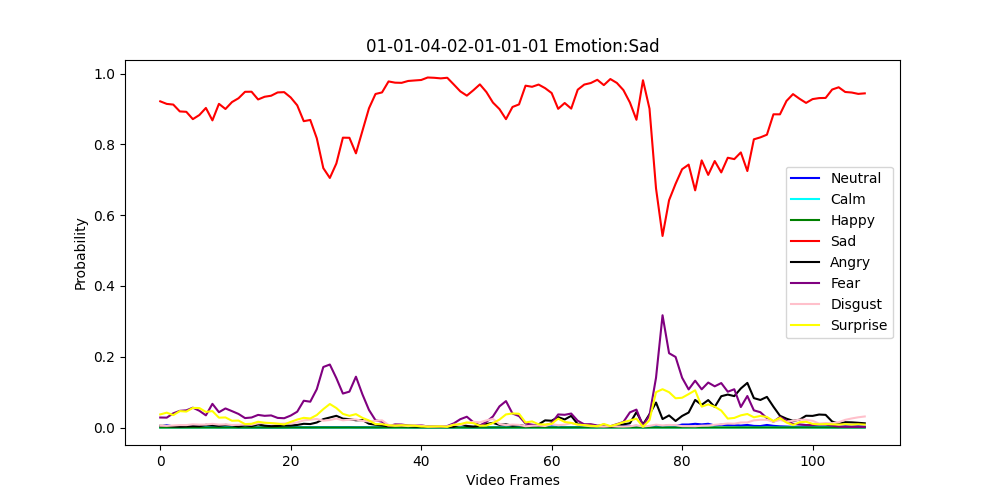 01-01-04-02-01-01-01 Emotion:Sad
1.0
0.8
0.6
0.4
0.2
0.0
Probability
0 20 40 60 80 100
Video Frames
Neutral
Calm
Happy
Sad
Angry
Fear
Disgust
Surprise